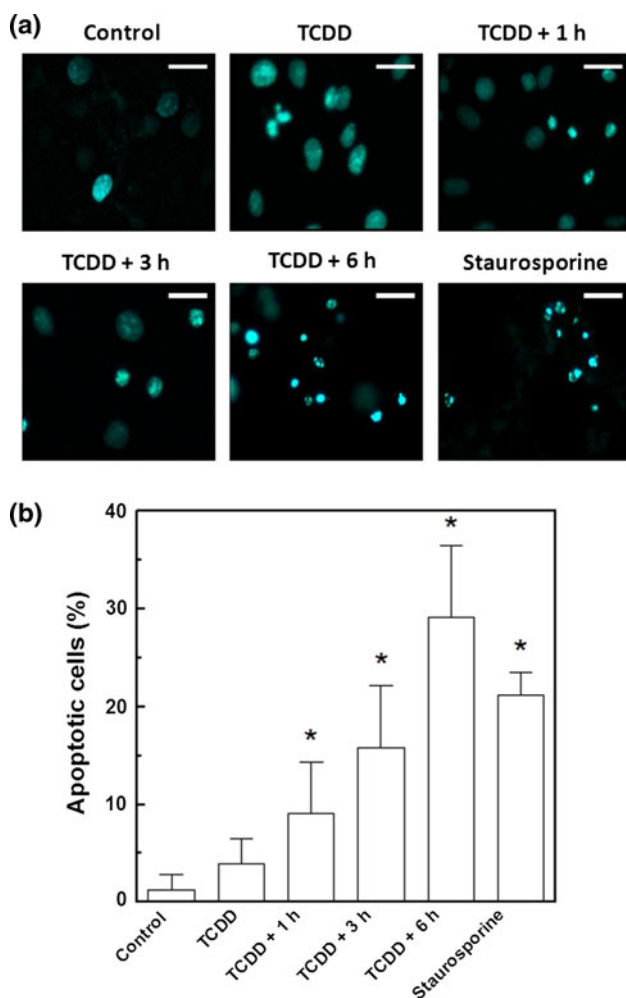 (a)
Control TCDD TCDD + 1 h
TCDD + 3 h TCDD + 6 h Staurosporine
(b)
Apoptotic cells (%)
40
30
20
10
0
* * * *
Control TCDD TCDD + 1 h TCDD + 3 h TCDD + 6 h Staurosporine